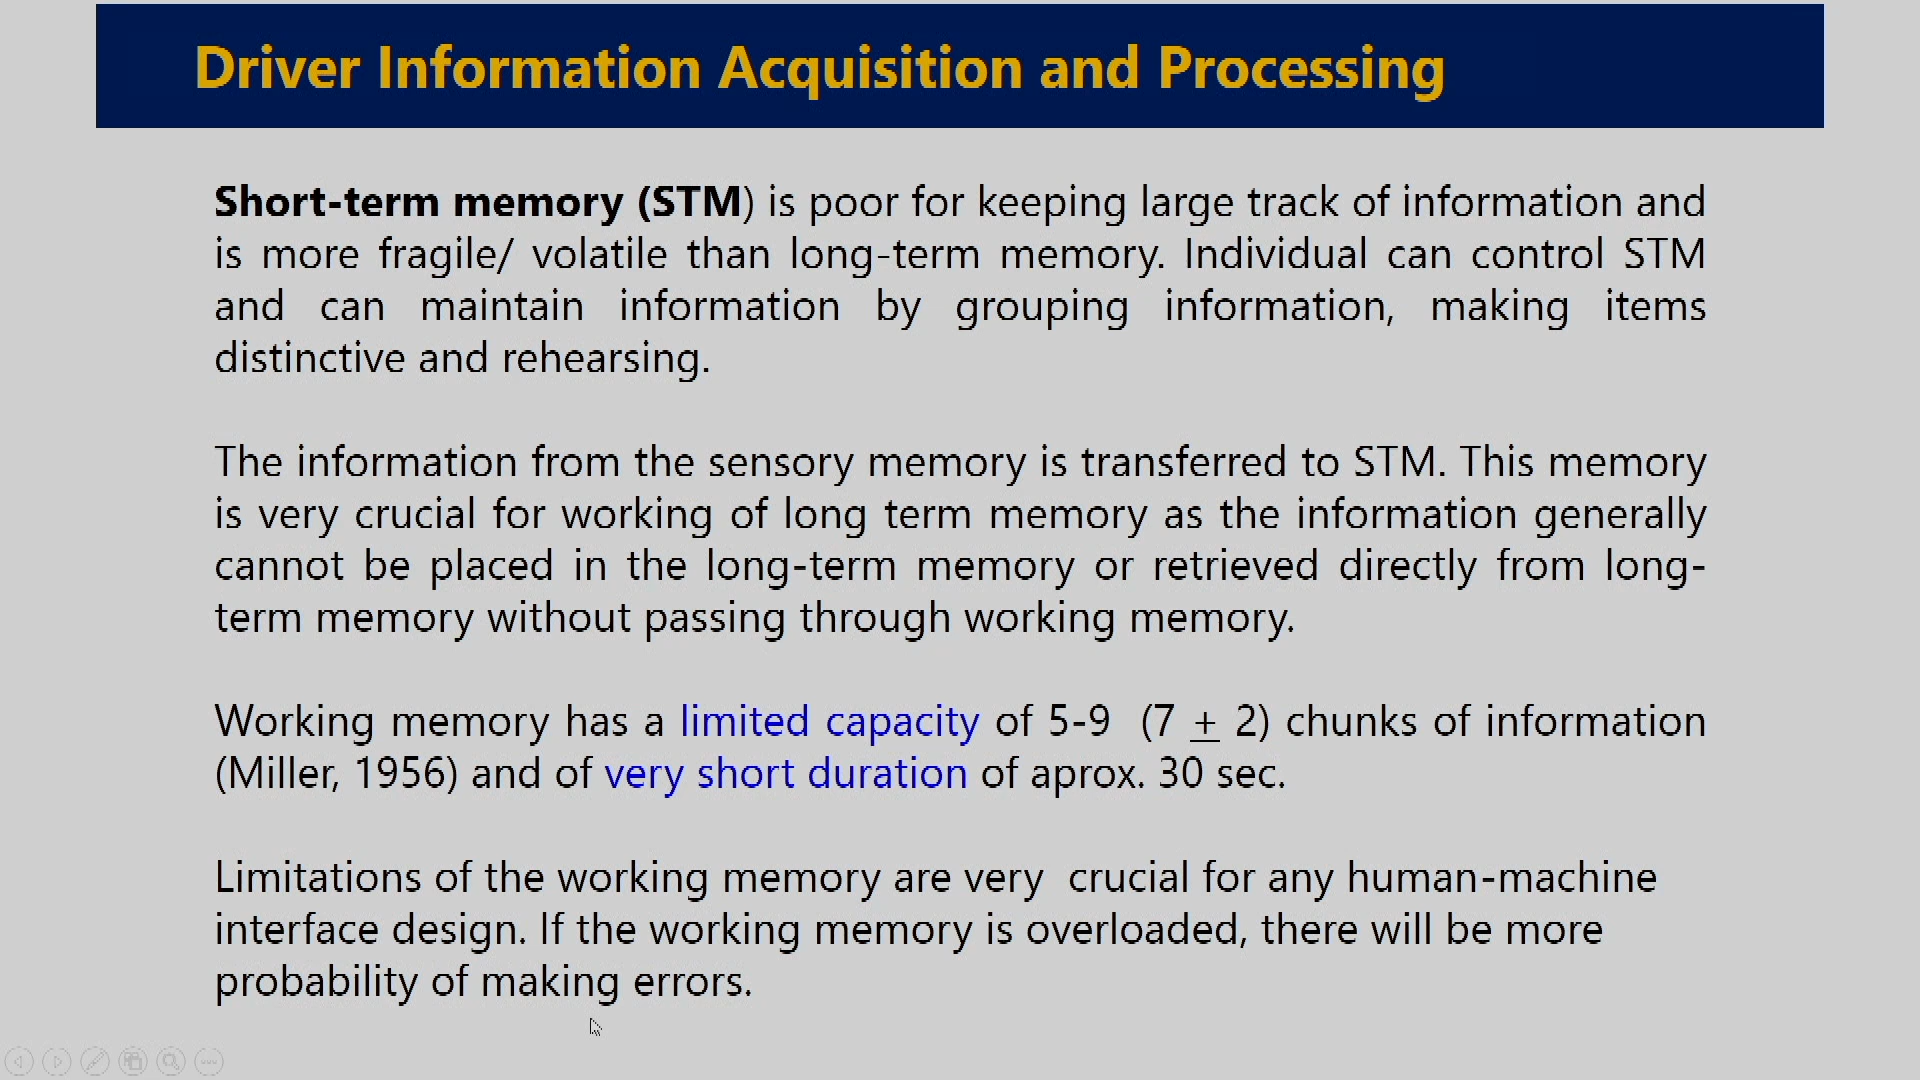 Driver Information Acquisition and Processing
Short-term memory (STM) is poor for keeping large track of information and
is more fragile/ volatile than long-term memory. Individual can control STM
and can maintain information by grouping information, making items
distinctive and rehearsing.
The information from the sensory memory is transferred to STM. This memory
is very crucial for working of long term memory as the information generally
cannot be placed in the long-term memory or retrieved directly from long-
term memory without passing through working memory.
Working memory has a limited capacity of 5-9 (7 + 2) chunks of information
(Miller, 1956) and of very short duration of aprox. 30 sec.
Limitations of the working memory are very crucial for any human-machine
interface design. If the working memory is overloaded, there will be more
probability of making errors.